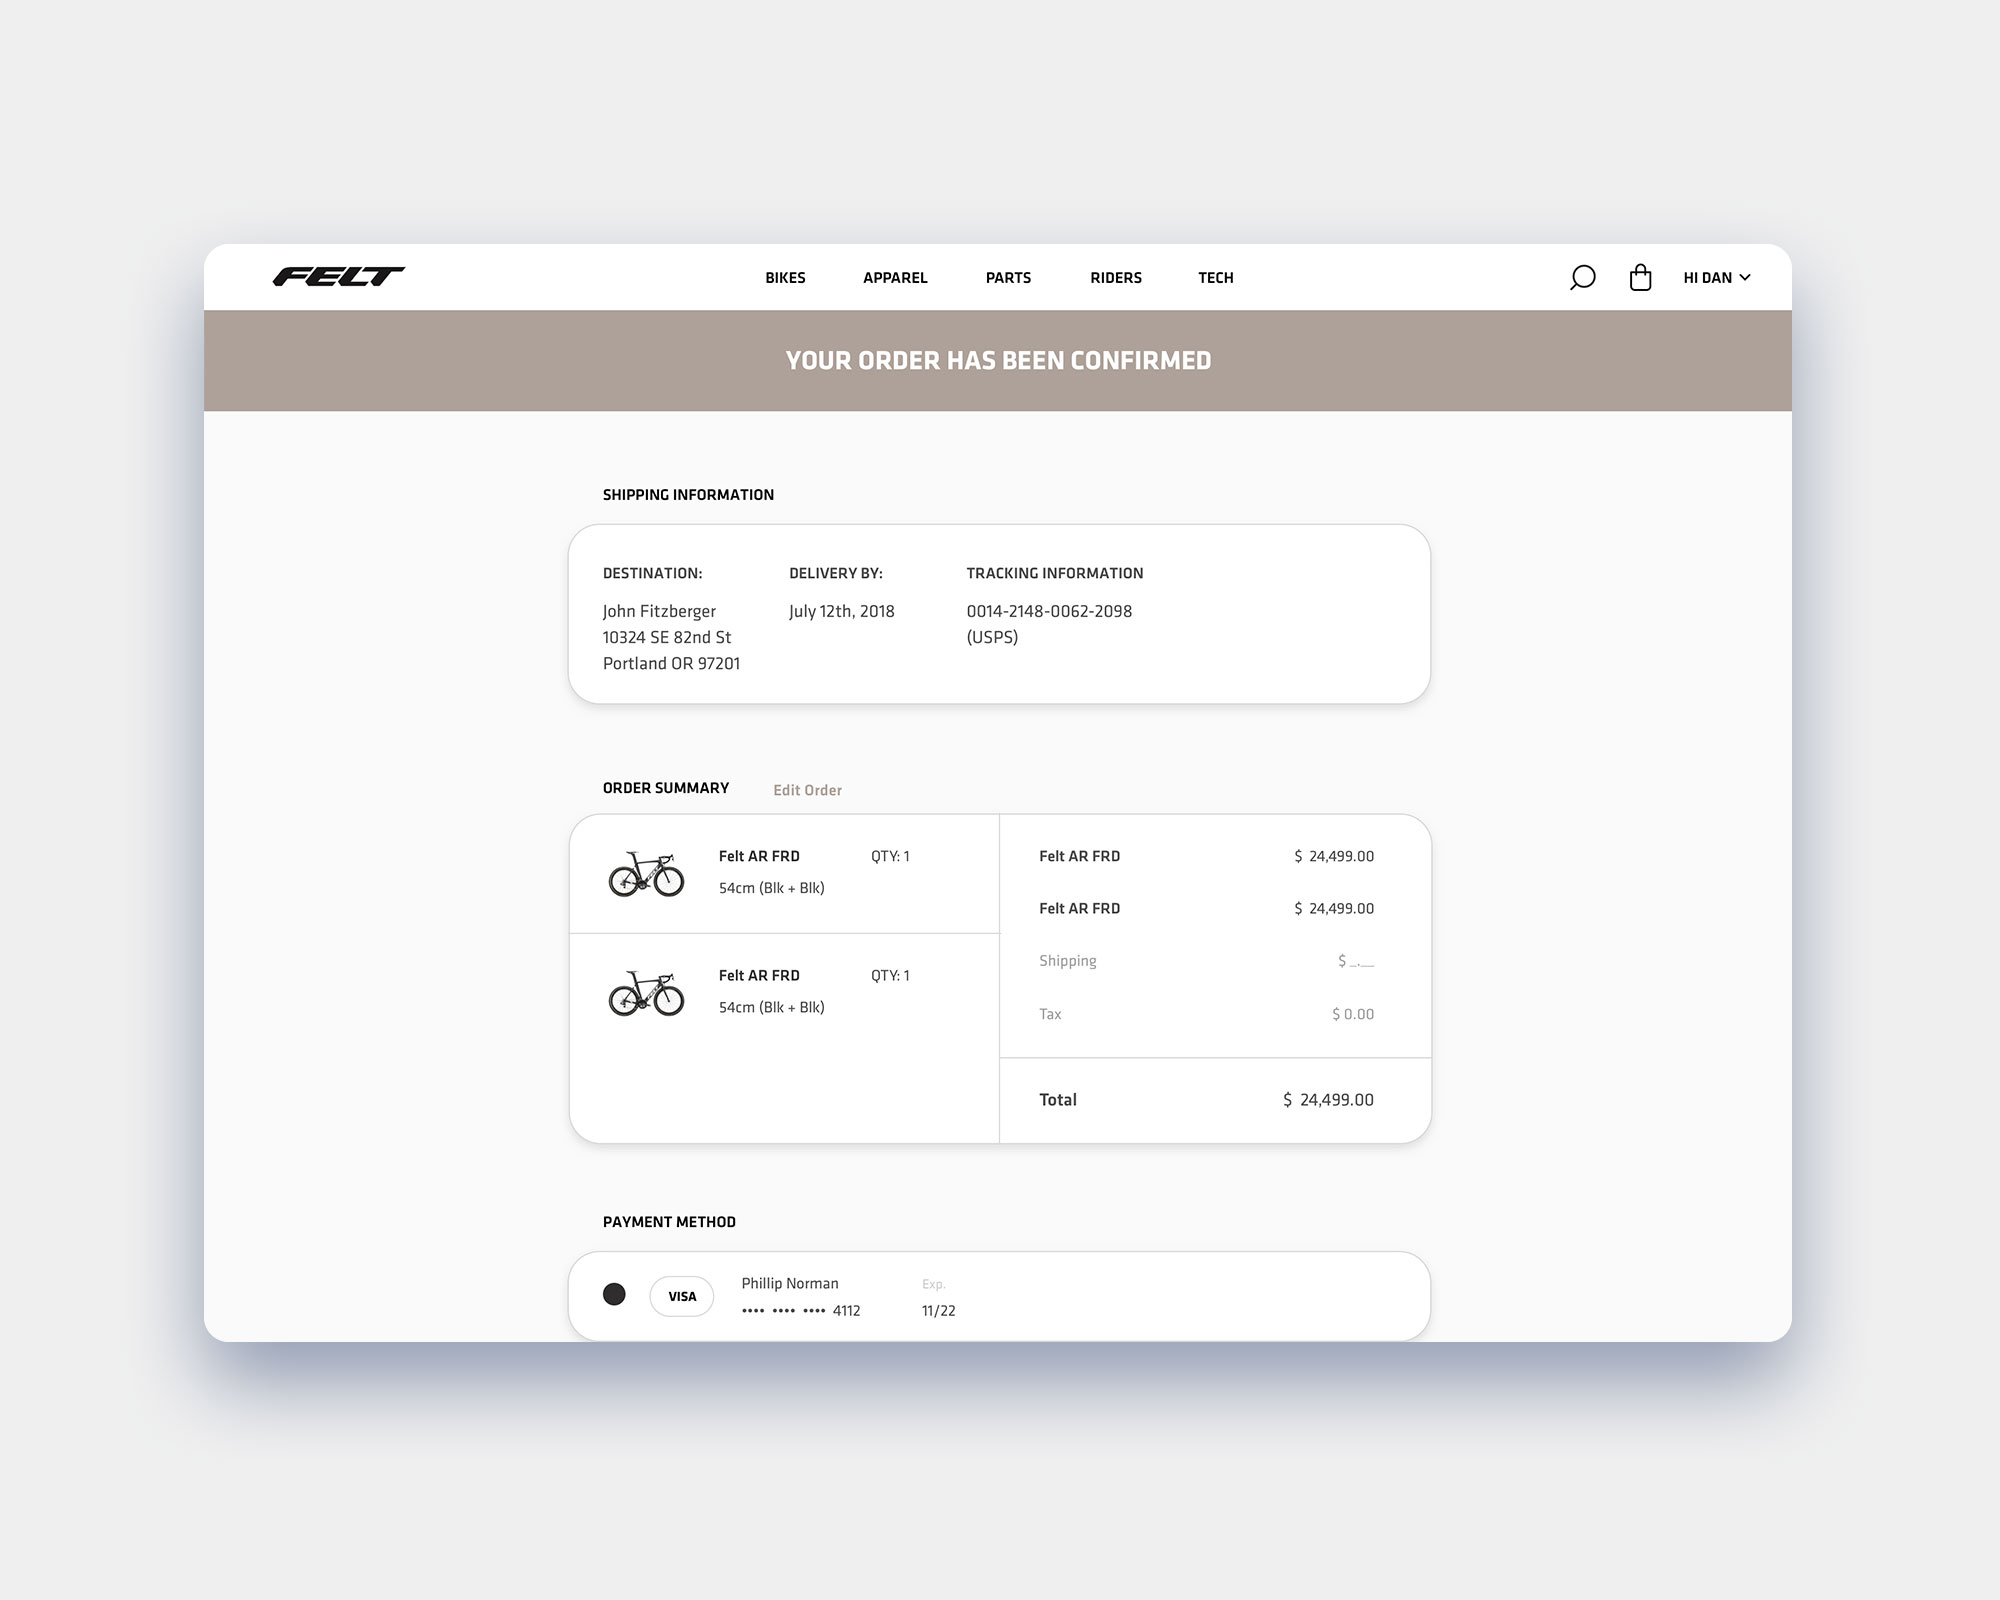 FELT
BIKES APPAREL PARTS RIDERS TECH HI DAN
YOUR ORDER HAS BEEN CONFIRMED
SHIPPING INFORMATION
DESTINATION:
John Fitzberger
10324 SE 82nd St
Portland OR 97201
DELIVERY BY:
July 12th, 2018
TRACKING INFORMATION
0014-2148-0062-2098
(USPS)
ORDER SUMMARY Edit Order
Felt AR FRD QTY: 1
54cm (Blk + Blk)
Felt AR FRD QTY: 1
54cm (Blk + Blk)
Felt AR FRD $ 24,499.00
Felt AR FRD $ 24,499.00
Shipping $ _.__
Tax $ 0.00
Total $ 24,499.00
PAYMENT METHOD
VISA
Phillip Norman
•••• •••• •••• 4112
Exp.
11/22